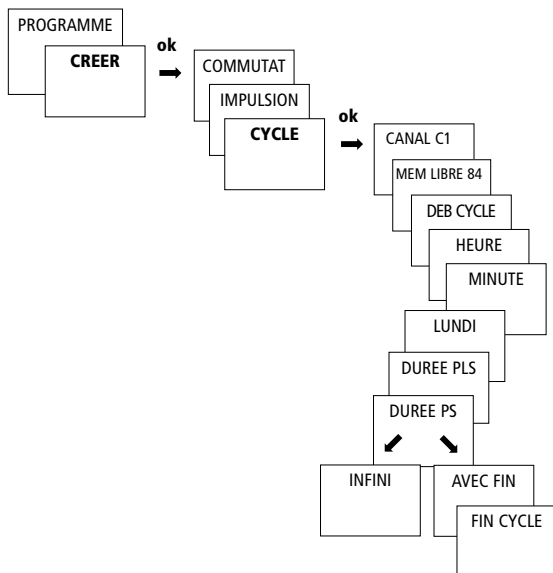 PROGRAMME
CREER
ok
COMMUTAT
IMPULSION
CYCLE
ok
CANAL C1
MEM LIBRE 84
DEB CYCLE
HEURE
MINUTE
LUNDI
DUREE PLS
DUREE PS
INFINI
AVEC FIN
FIN CYCLE